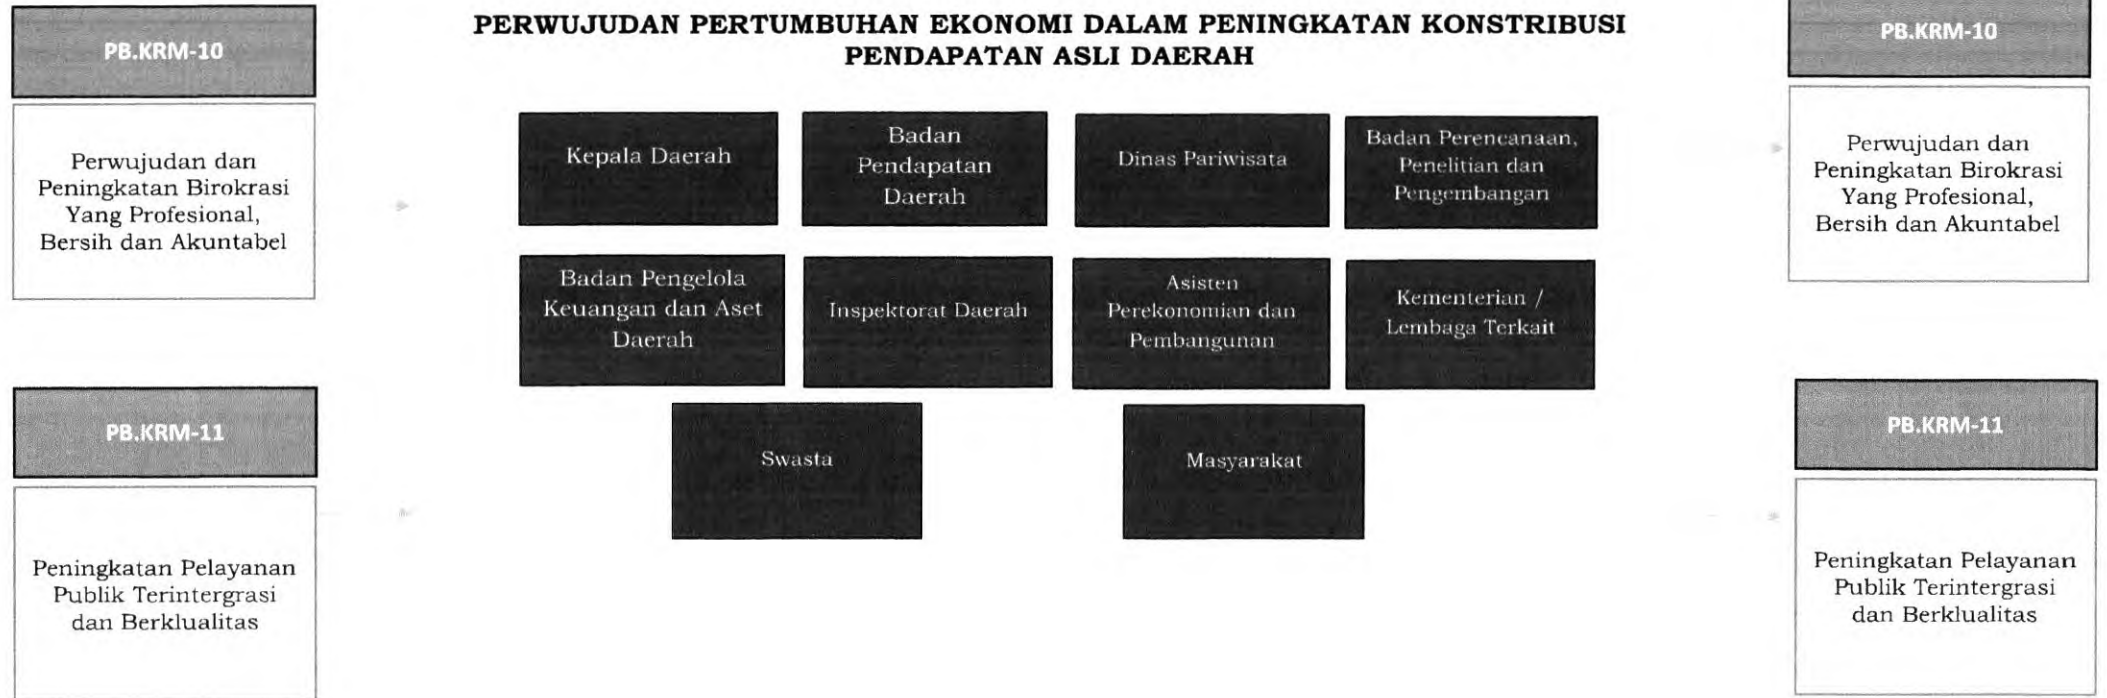 PERWUJUDAN PERTUMBUHAN EKONOMI DALAM PENINGKATAN KONSTRIBUSI
PENDAPATAN ASLI DAERAH
PB.KRM-10
Perwujudan dan
Peningkatan Birokrasi
Yang Profesional,
Bersih dan Akuntabel
PB.KRM-11
Peningkatan Pelayanan
Publik Terintergrasi
dan Berklualitas
Kepala Daerah
Badan
Pendapatan
Daerah
Dinas Pariwisata
Badan Perencanaan,
Penelitian dan
Pengembangan
Badan Pengelola
Keuangan dan Aset
Daerah
Inspektorat Daerah
Asisten
Perekonomian dan
Pembangunan
Kementerian /
Lembaga Terkait
Swasta
Masyarakat
PB.KRM-10
Perwujudan dan
Peningkatan Birokrasi
Yang Profesional,
Bersih dan Akuntabel
PB.KRM-11
Peningkatan Pelayanan
Publik Terintergrasi
dan Berklualitas